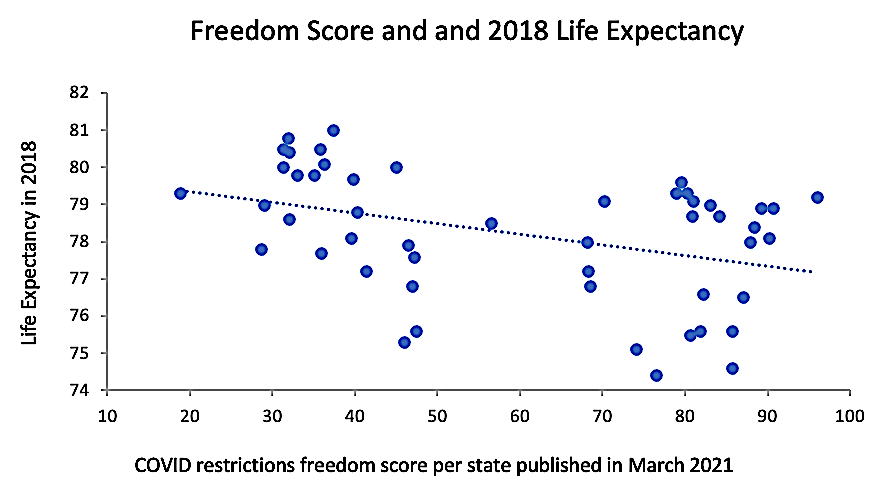 Freedom Score and and 2018 Life Expectancy
Life Expectancy in 2018
82
81
80
79
78
77
76
75
74
10 20 30 40 50 60 70 80 90 100
COVID restrictions freedom score per state published in March 2021